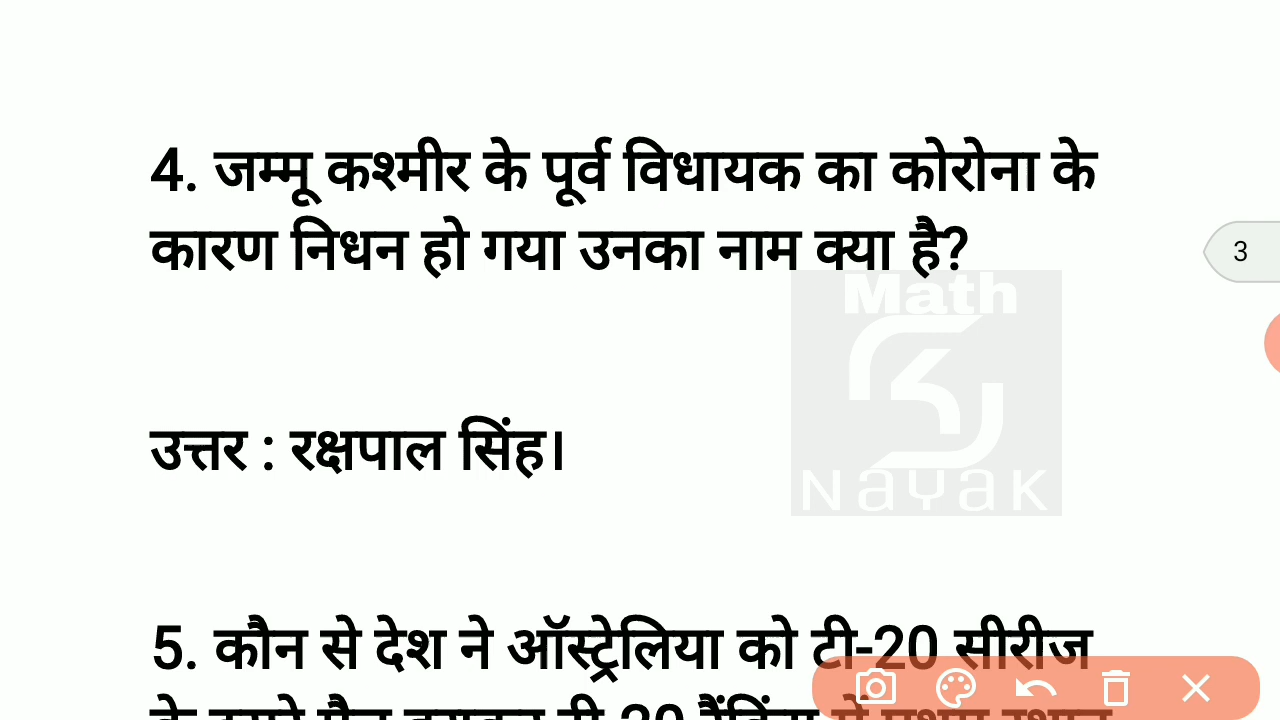 4. जम्मू कश्मीर के पूर्व विधायक का कोरोना के
कारण निधन हो गया उनका नाम क्या है?
3
Math
NAYAK
उत्तर : रक्षपाल सिंह।
5. कौन से देश ने ऑस्ट्रेलिया को टी-20 सीरीज